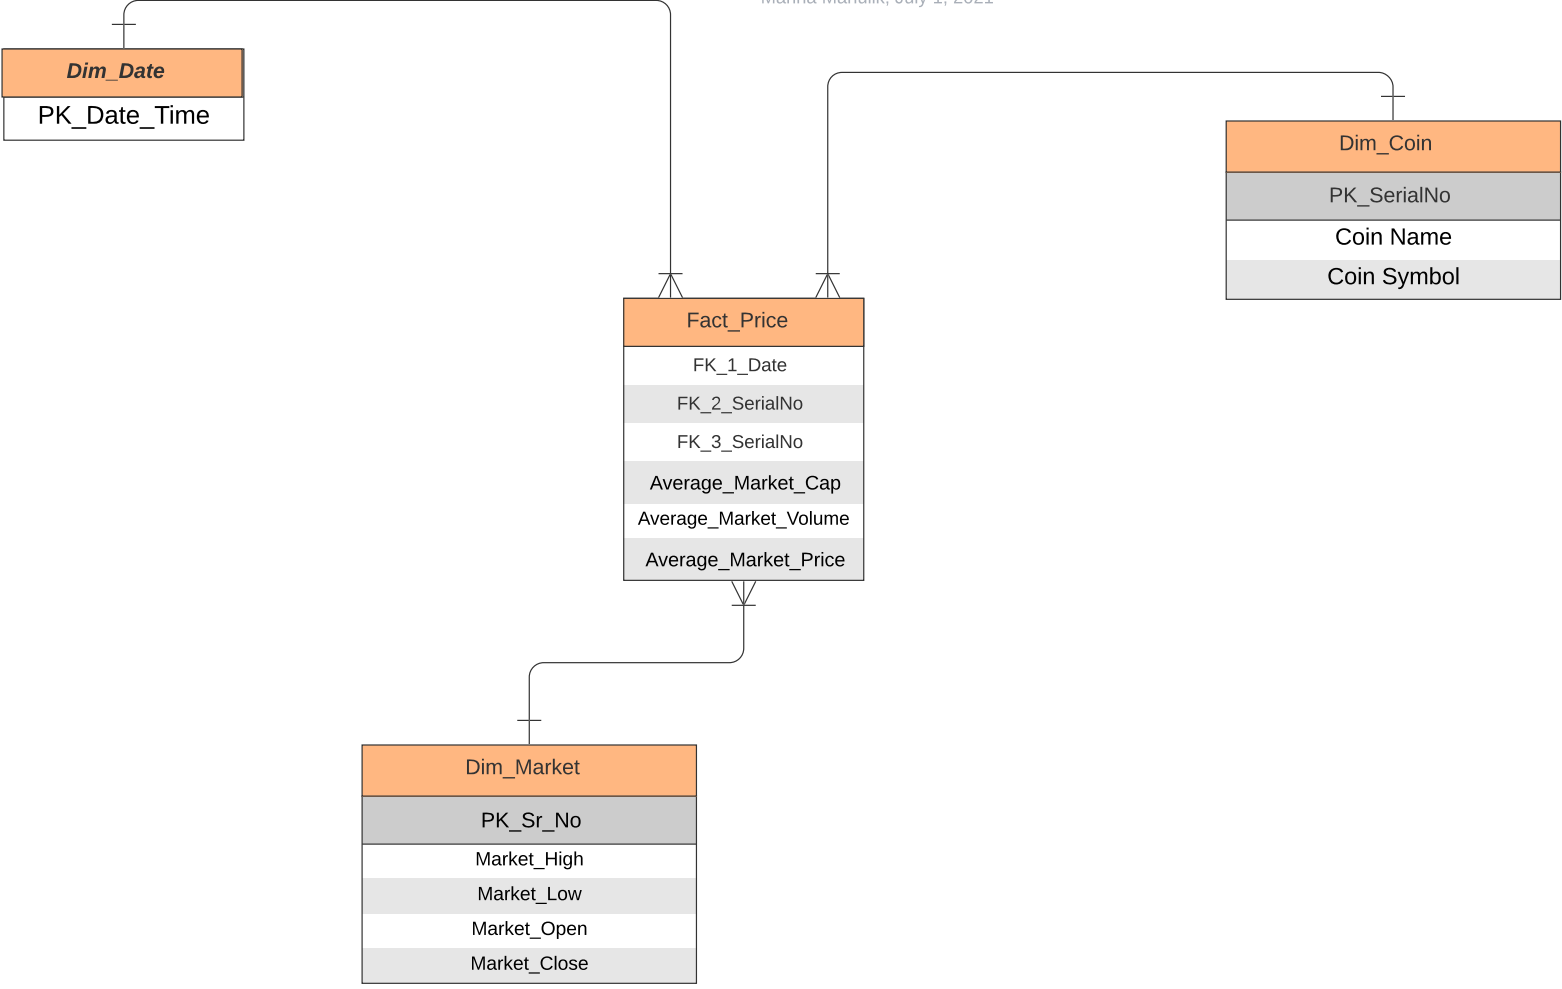 Dim_Date
PK_Date_Time
Dim_Coin
PK_SerialNo
Coin Name
Coin Symbol
Fact_Price
FK_1_Date
FK_2_SerialNo
FK_3_SerialNo
Average_Market_Cap
Average_Market_Volume
Average_Market_Price
Dim_Market
PK_Sr_No
Market_High
Market_Low
Market_Open
Market_Close